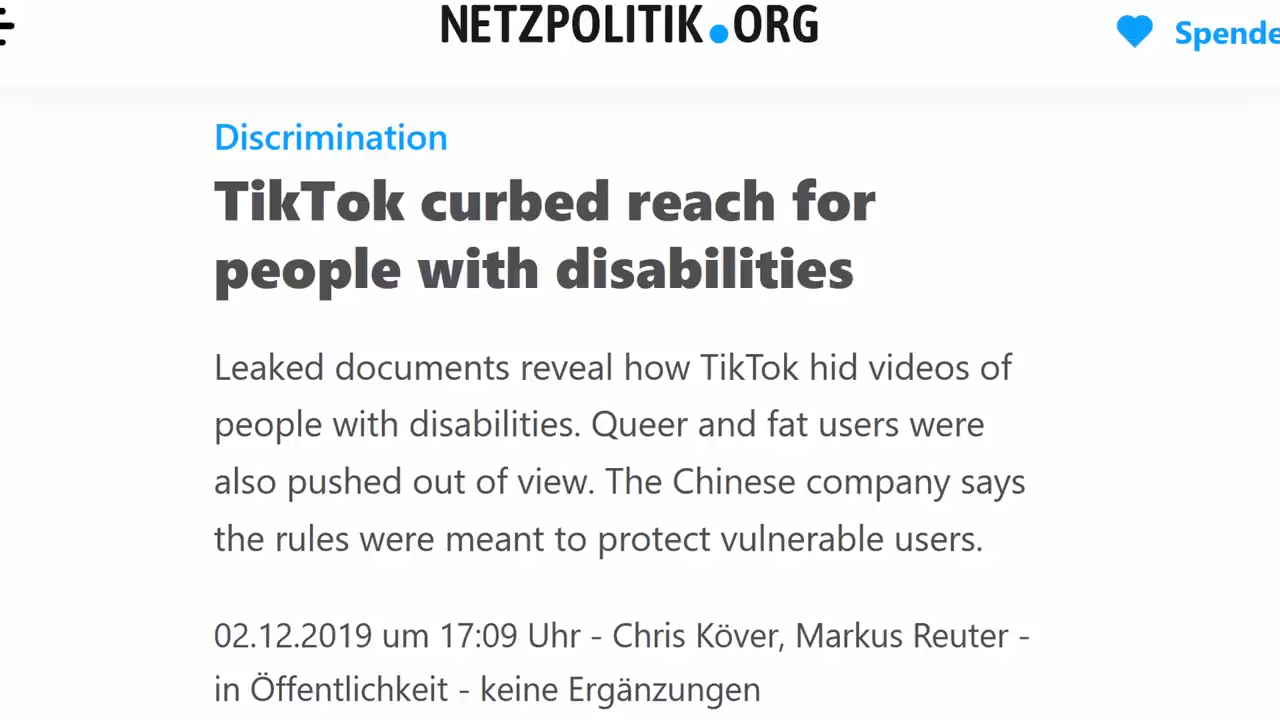 NETZPOLITIK.ORG
Spende
Discrimination
TikTok curbed reach for
people with disabilities
Leaked documents reveal how TikTok hid videos of
people with disabilities. Queer and fat users were
also pushed out of view. The Chinese company says
the rules were meant to protect vulnerable users.
02.12.2019 um 17:09 Uhr - Chris Köver, Markus Reuter -
in Öffentlichkeit - keine Ergänzungen